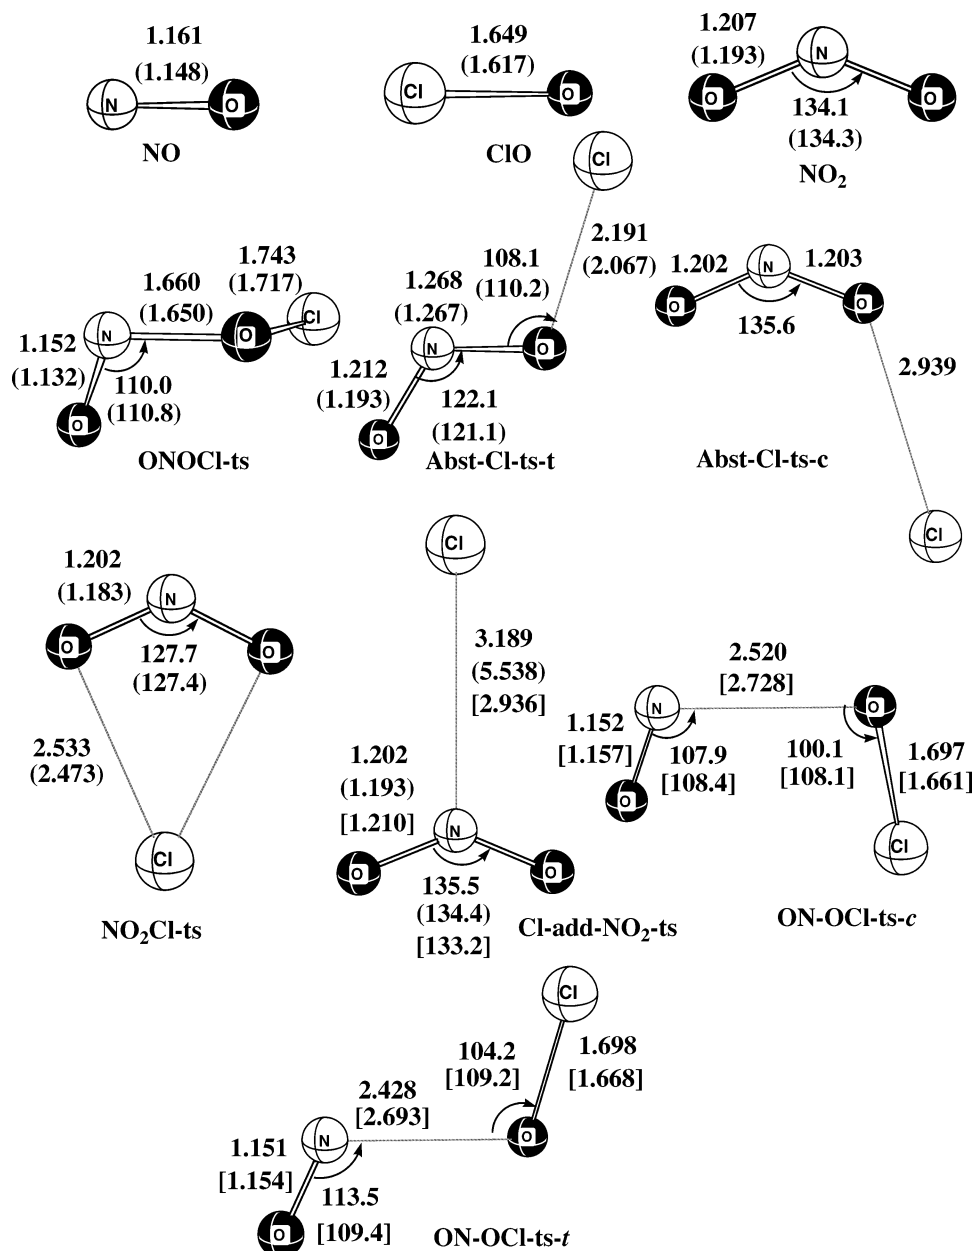 1.161
(1.148)
N
O
NO
1.649
(1.617)
Cl
O
ClO
1.207
(1.193)
N
O
O
134.1
(134.3)
NO2
1.743
(1.717)
1.660
(1.650)
N
O
Cl
1.152
(1.132)
110.0
(110.8)
O
ONOCl-ts
Cl
2.191
(2.067)
108.1
(110.2)
1.268
(1.267)
N
O
1.212
(1.193)
122.1
(121.1)
O
Abst-Cl-ts-t
1.202
N
1.203
O
O
135.6
2.939
Abst-Cl-ts-c
Cl
1.202
(1.183)
N
O
O
127.7
(127.4)
2.533
(2.473)
Cl
NO2Cl-ts
Cl
3.189
(5.538)
[2.936]
1.202
(1.193)
[1.210]
N
O
O
135.5
(134.4)
[133.2]
Cl-add-NO2-ts
2.520
[2.728]
N
O
1.152
[1.157]
107.9
[108.4]
100.1
[108.1]
1.697
[1.661]
O
Cl
ON-OCl-ts-c
Cl
104.2
[109.2]
1.698
[1.668]
2.428
[2.693]
N
O
1.151
[1.154]
113.5
[109.4]
O
ON-OCl-ts-t